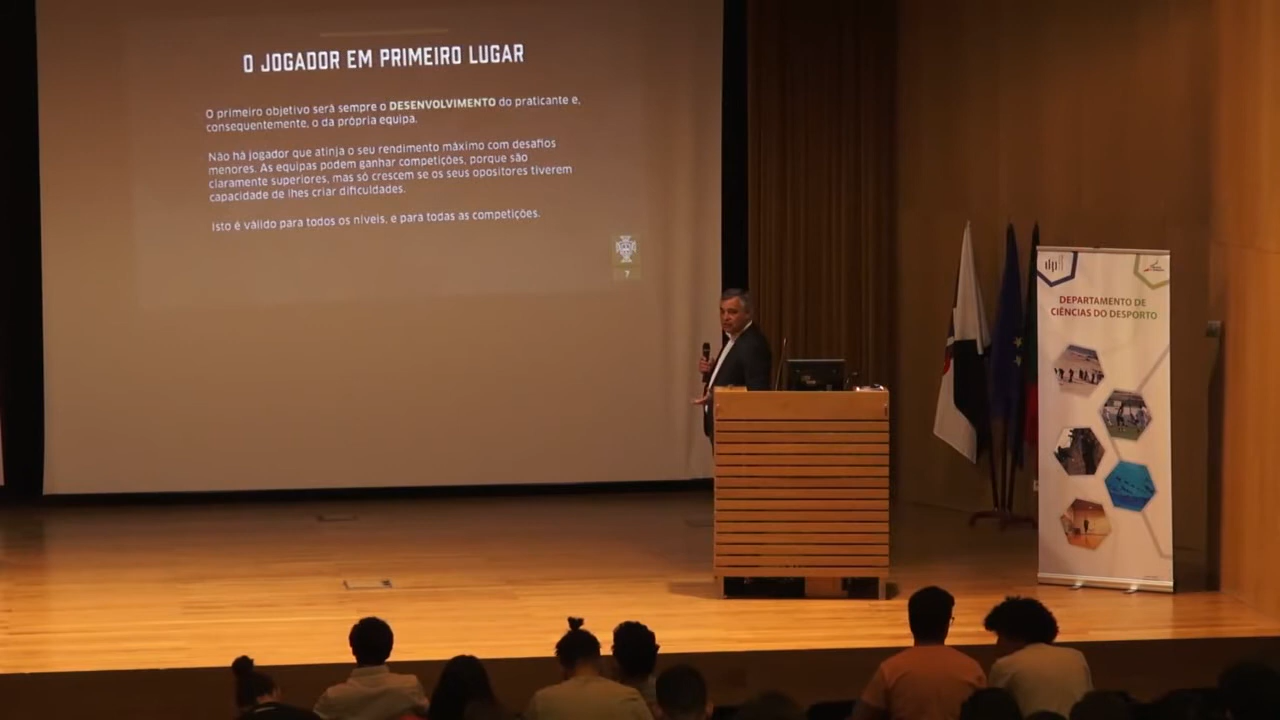 O JOGADOR EM PRIMEIRO LUGAR
O primeiro objetivo será sempre o DESENVOLVIMENTO do praticante e,
consequentemente, o da própria equipa.
Não há jogador que atinja o seu rendimento máximo com desafios
menores. As equipas podem ganhar competições, porque são
claramente superiores, mas só crescem se os seus opositores tiverem
capacidade de lhes criar dificuldades.
Isto é válido para todos os níveis, e para todas as competições.
7
DEPARTAMENTO DE
CIÊNCIAS DO DESPORTO